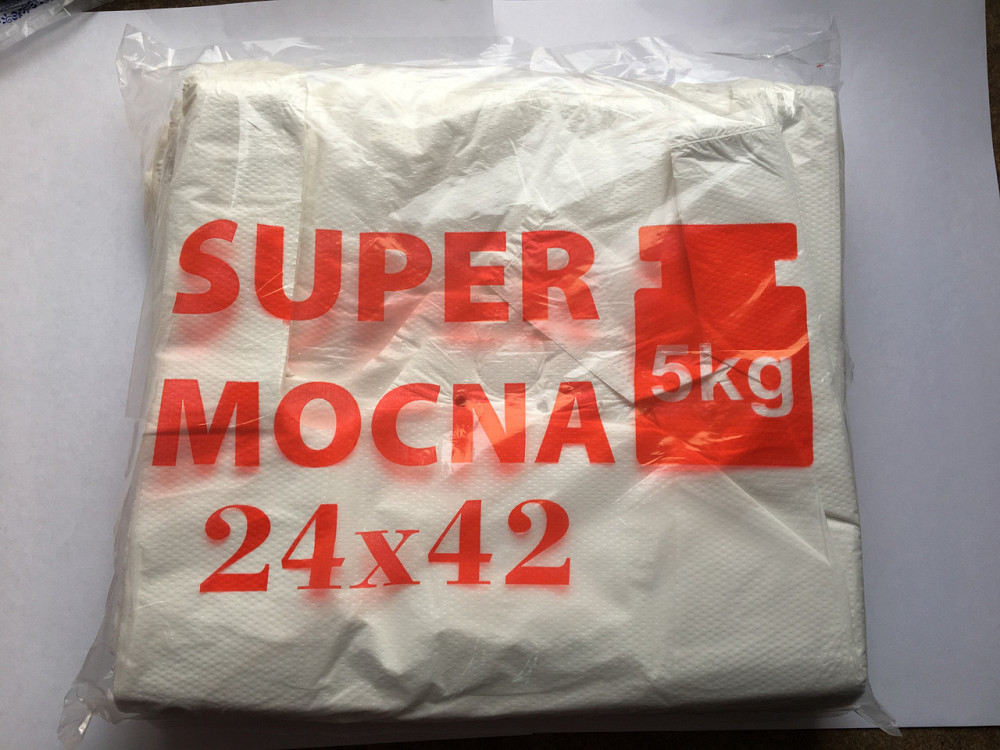 SUPER
MOCNA
24x42
5kg